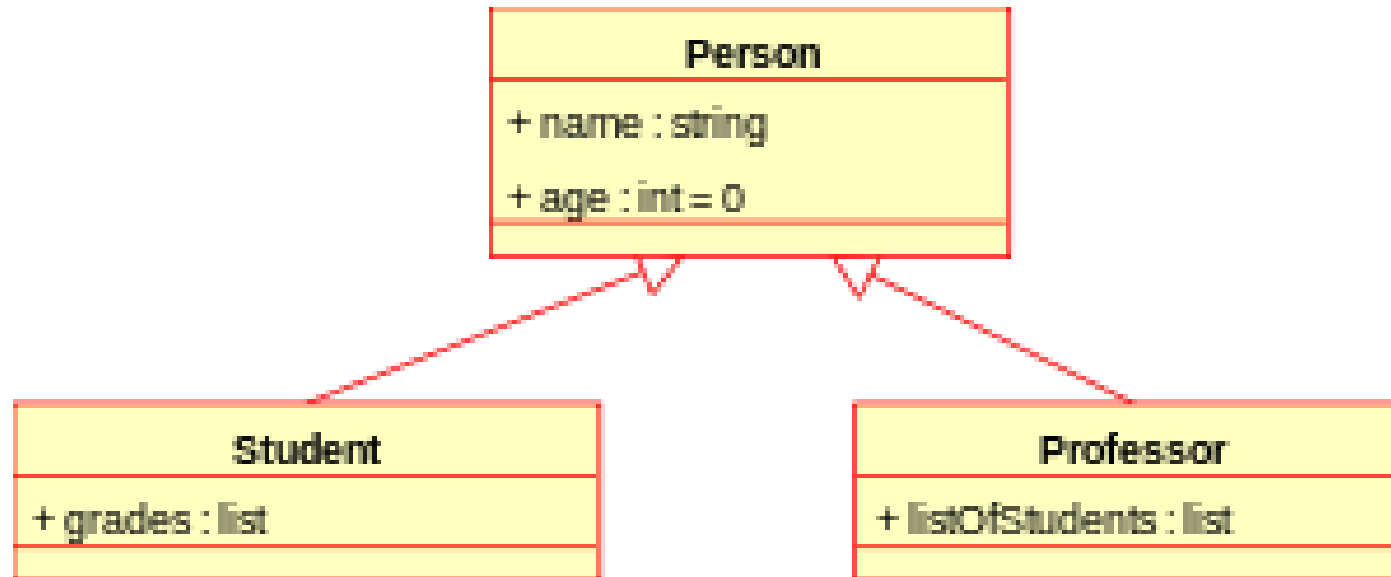 Person
+ name : string
+ age : int = 0
Student
+ grades : list
Professor
+ listOfStudents : list